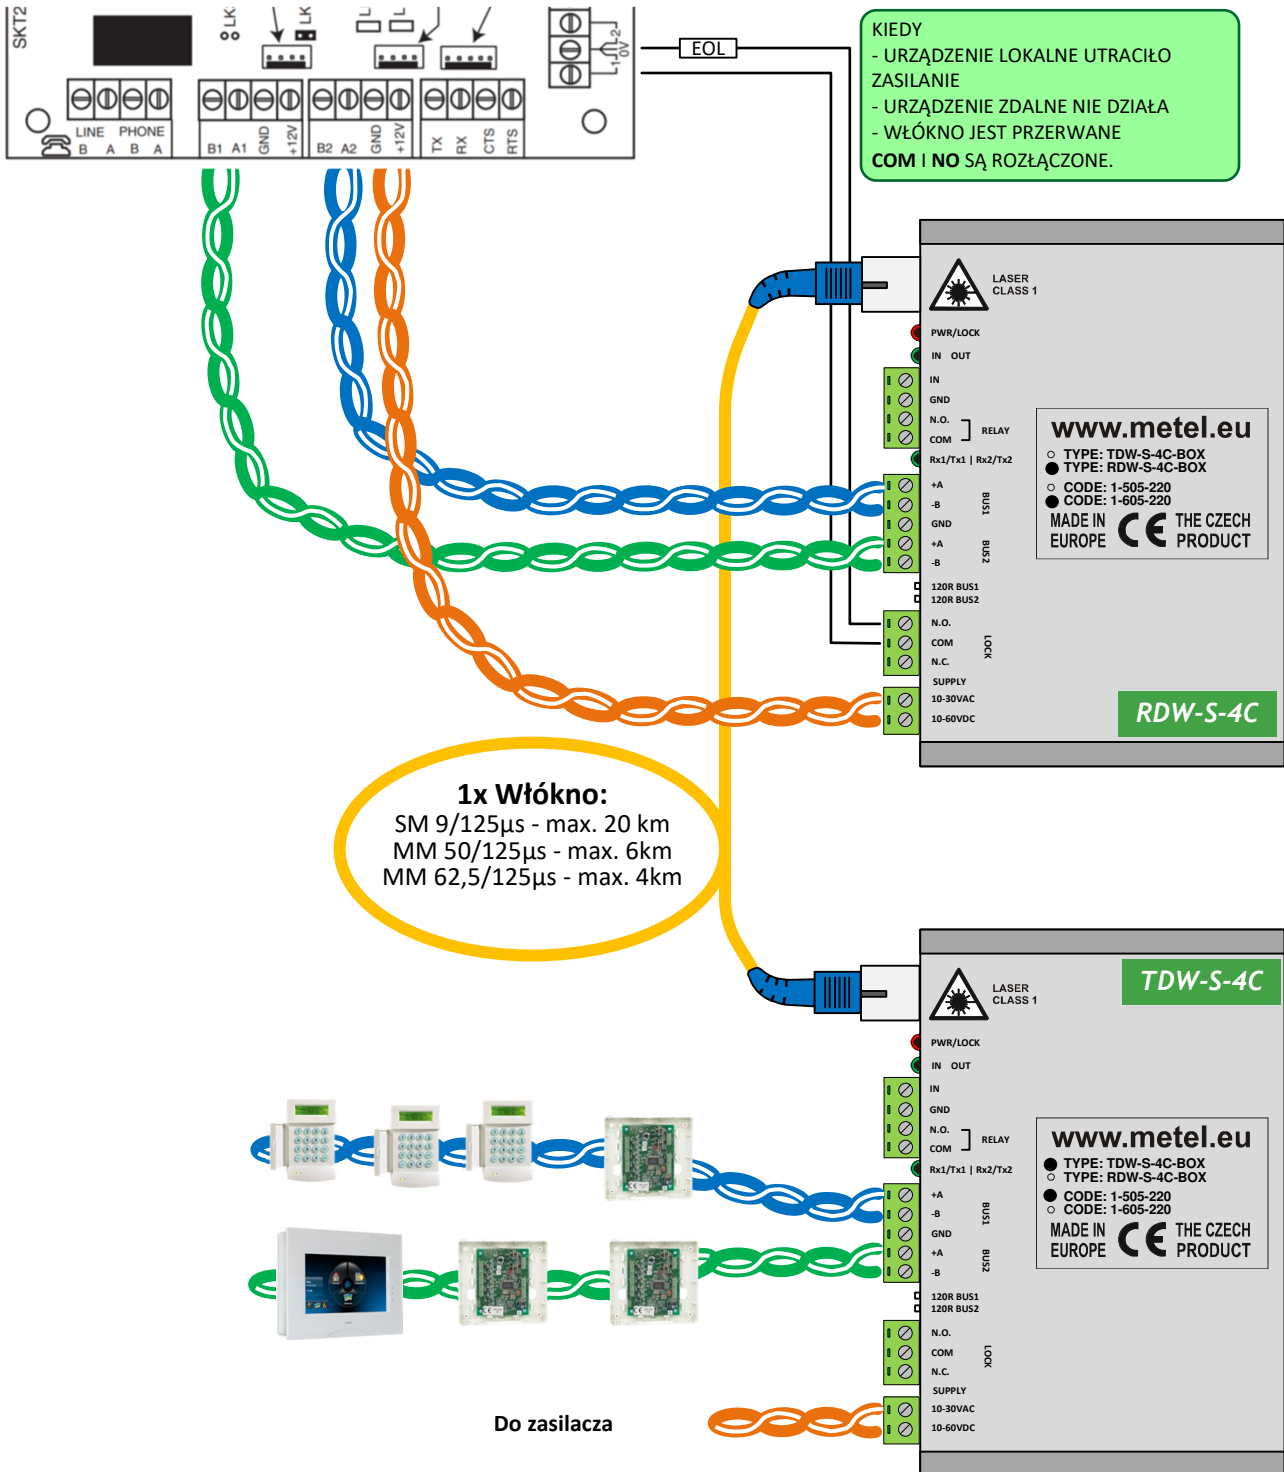 SKT2
LK
LK
L
L
1-
-2-
0V
EOL
LINE PHONE
B A B A
B1 A1 GND +12V
B2 A2 GND +12V
TX RX CTS RTS
KIEDY
- URZĄDZENIE LOKALNE UTRACIŁO
ZASILANIE
- URZĄDZENIE ZDALNE NIE DZIAŁA
- WŁÓKNO JEST PRZERWANE
COM I NO SĄ ROZŁĄCZONE.
LASER
CLASS 1
PWR/LOCK
IN OUT
IN
GND
N.O.
COM
RELAY
Rx1/Tx1 | Rx2/Tx2
+A
-B
BUS1
GND
+A
-B
BUS2
120R BUS1
120R BUS2
N.O.
COM
N.C.
LOCK
SUPPLY
10-30VAC
10-60VDC
www.metel.eu
TYPE: TDW-S-4C-BOX
TYPE: RDW-S-4C-BOX
CODE: 1-505-220
CODE: 1-605-220
MADE IN CE THE CZECH
EUROPE PRODUCT
RDW-S-4C
1x Włókno:
SM 9/125µs - max. 20 km
MM 50/125µs - max. 6km
MM 62,5/125µs - max. 4km
TDW-S-4C
LASER
CLASS 1
PWR/LOCK
IN OUT
IN
GND
N.O.
COM
RELAY
Rx1/Tx1 | Rx2/Tx2
+A
-B
BUS1
GND
+A
-B
BUS2
120R BUS1
120R BUS2
N.O.
COM
N.C.
LOCK
SUPPLY
10-30VAC
10-60VDC
www.metel.eu
TYPE: TDW-S-4C-BOX
TYPE: RDW-S-4C-BOX
CODE: 1-505-220
CODE: 1-605-220
MADE IN CE THE CZECH
EUROPE PRODUCT
Do zasilacza